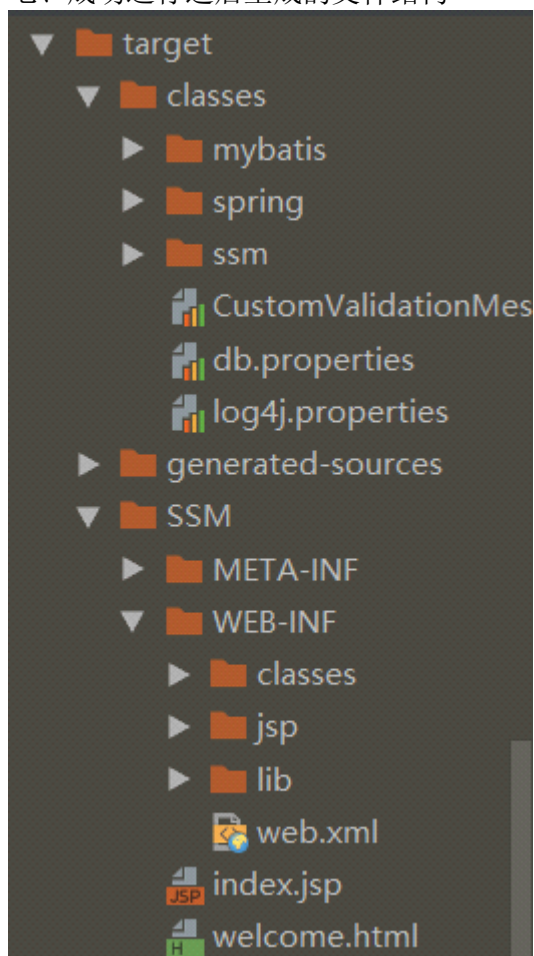 target
classes
mybatis
spring
ssm
CustomValidationMes
db.properties
log4j.properties
generated-sources
SSM
META-INF
WEB-INF
classes
jsp
lib
web.xml
index.jsp
welcome.html